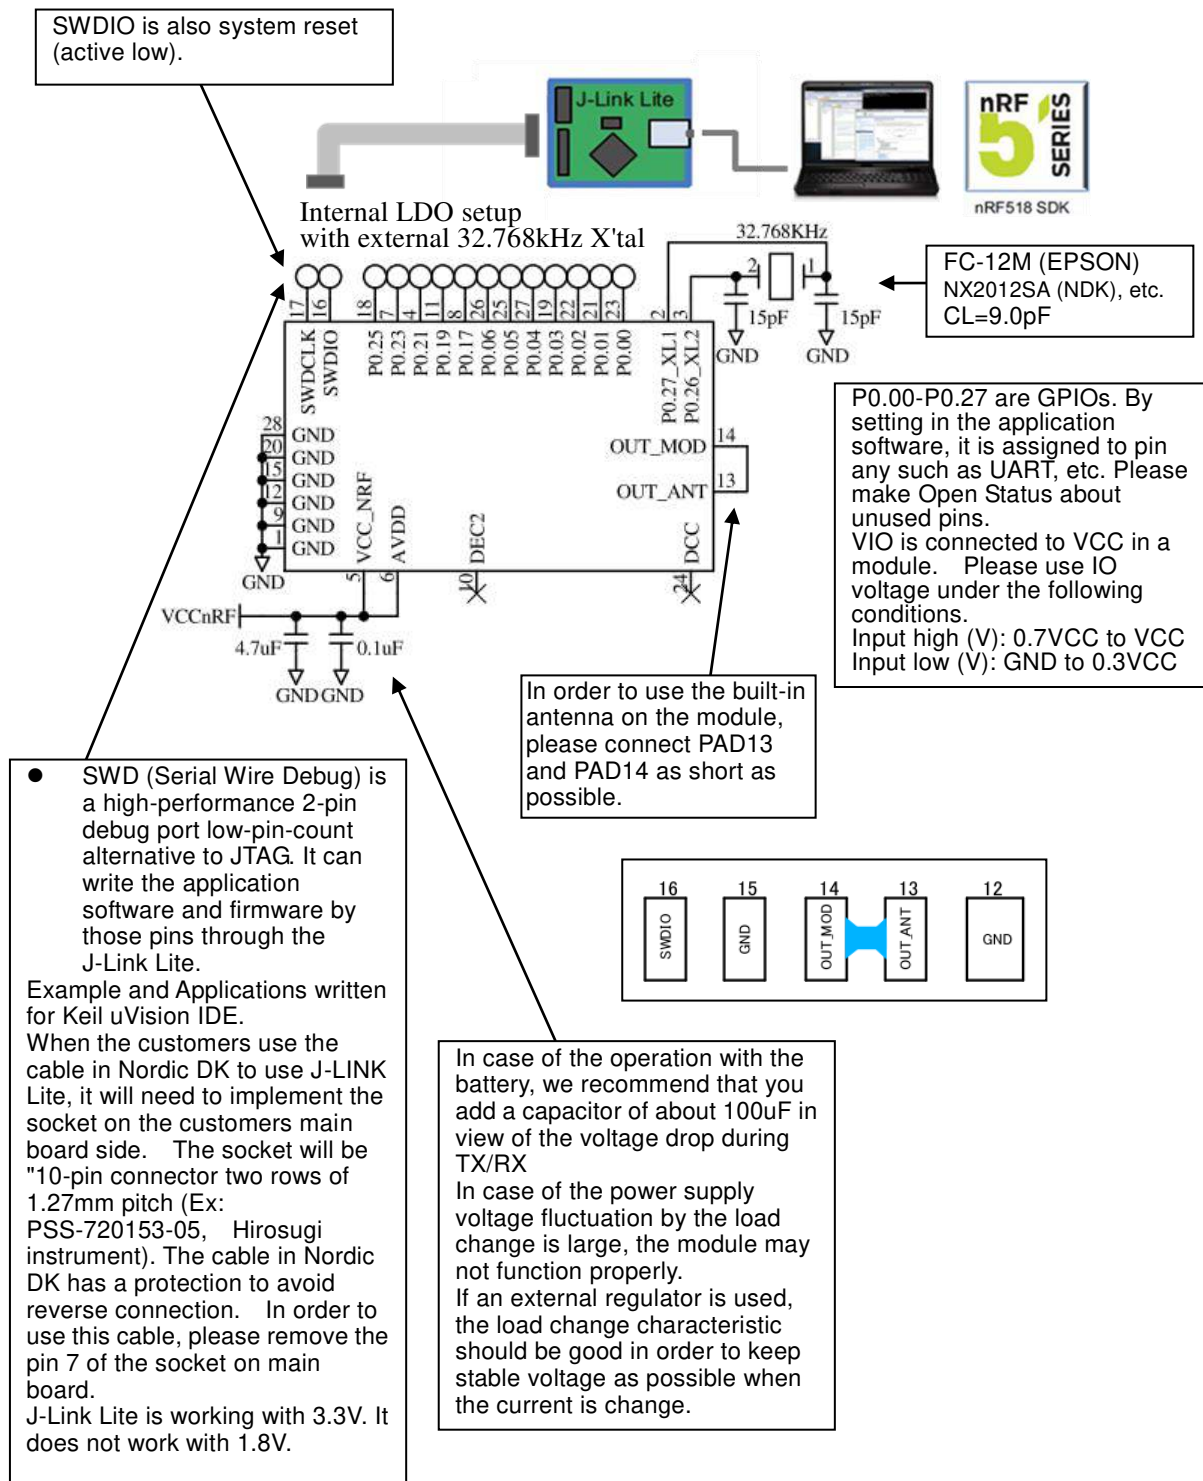 SWDIO is also system reset
(active low).
J-Link Lite
nRF
5
SERIES
nRF518 SDK
Internal LDO setup
with external 32.768kHz X'tal
32.768KHz
2
1
15pF
15pF
GND
GND
FC-12M (EPSON)
NX2012SA (NDK), etc.
CL=9.0pF
17
16
18
7
4
11
8
26
25
27
19
22
21
23
2
3
SWDCLK
SWDIO
P0.25
P0.23
P0.21
P0.19
P0.17
P0.06
P0.05
P0.04
P0.03
P0.02
P0.01
P0.00
P0.27_XL1
P0.26_XL2
28
GND
20
GND
15
GND
12
GND
9
GND
1
GND
GND
OUT_MOD
14
OUT_ANT
13
VCC_NRF
AVDD
DEC2
DCC
5
6
10
24
VCCnRF
4.7uF
0.1uF
GND
GND
P0.00-P0.27 are GPIOs. By
setting in the application
software, it is assigned to pin
any such as UART, etc. Please
make Open Status about
unused pins.
VIO is connected to VCC in a
module. Please use IO
voltage under the following
conditions.
Input high (V): 0.7VCC to VCC
Input low (V): GND to 0.3VCC
In order to use the built-in
antenna on the module,
please connect PAD13
and PAD14 as short as
possible.
● SWD (Serial Wire Debug) is
a high-performance 2-pin
debug port low-pin-count
alternative to JTAG. It can
write the application
software and firmware by
those pins through the
J-Link Lite.
Example and Applications written
for Keil uVision IDE.
When the customers use the
cable in Nordic DK to use J-LINK
Lite, it will need to implement the
socket on the customers main
board side. The socket will be
"10-pin connector two rows of
1.27mm pitch (Ex:
PSS-720153-05, Hirosugi
instrument). The cable in Nordic
DK has a protection to avoid
reverse connection. In order to
use this cable, please remove the
pin 7 of the socket on main
board.
J-Link Lite is working with 3.3V. It
does not work with 1.8V.
16
15
14
13
12
SWDIO
GND
OUT_MOD
OUT_ANT
GND
In case of the operation with the
battery, we recommend that you
add a capacitor of about 100uF in
view of the voltage drop during
TX/RX
In case of the power supply
voltage fluctuation by the load
change is large, the module may
not function properly.
If an external regulator is used,
the load change characteristic
should be good in order to keep
stable voltage as possible when
the current is change.